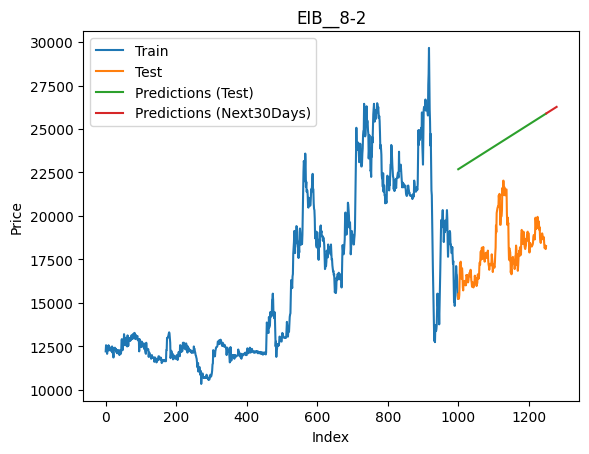 EIB__8-2
Train
Test
Predictions (Test)
Predictions (Next30Days)
30000
27500
25000
22500
20000
17500
15000
12500
10000
Price
0 200 400 600 800 1000 1200
Index